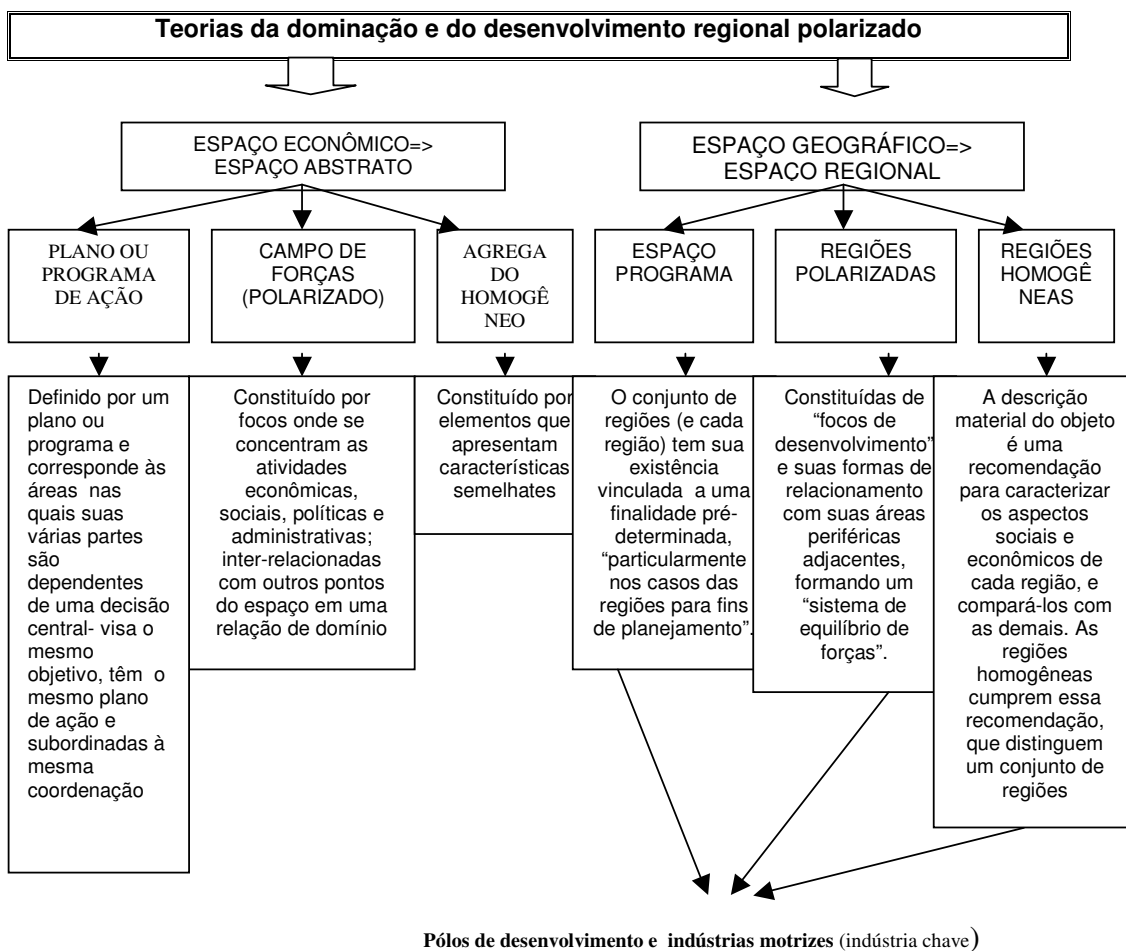 Teorias da dominação e do desenvolvimento regional polarizado
ESPAÇO ECONÔMICO=>
ESPAÇO ABSTRATO
ESPAÇO GEOGRÁFICO=>
ESPAÇO REGIONAL
PLANO OU
PROGRAMA
DE AÇÃO
CAMPO DE
FORÇAS
(POLARIZADO)
AGREGA
DO
HOMOGÊ
NEO
ESPAÇO
PROGRAMA
REGIÕES
POLARIZADAS
REGIÕES
HOMOGÊ
NEAS
Definido por um
plano ou
programa e
corresponde às
áreas nas
quais suas
várias partes
são
dependentes
de uma decisão
central- visa o
mesmo
objetivo, têm o
mesmo plano
de ação e
subordinadas à
mesma
coordenação
Constituído por
focos onde se
concentram as
atividades
econômicas,
sociais, políticas e
administrativas;
inter-relacionadas
com outros pontos
do espaço em uma
relação de domínio
Constituído por
elementos que
apresentam
características
semelhates
O conjunto de
regiões (e cada
região) tem sua
existência
vinculada a uma
finalidade pré-
determinada,
“particularmente
nos casos das
regiões para fins
de planejamento”.
Constituídas de
“focos de
desenvolvimento”
e suas formas de
relacionamento
com suas áreas
periféricas
adjacentes,
formando um
“sistema de
equilíbrio de
forças”.
A descrição
material do objeto
é uma
recomendação
para caracterizar
os aspectos
sociais e
econômicos de
cada região, e
compará-los com
as demais. As
regiões
homogêneas
cumprem essa
recomendação,
que distinguem
um conjunto de
regiões
Pólos de desenvolvimento e indústrias motrizes (indústria chave)